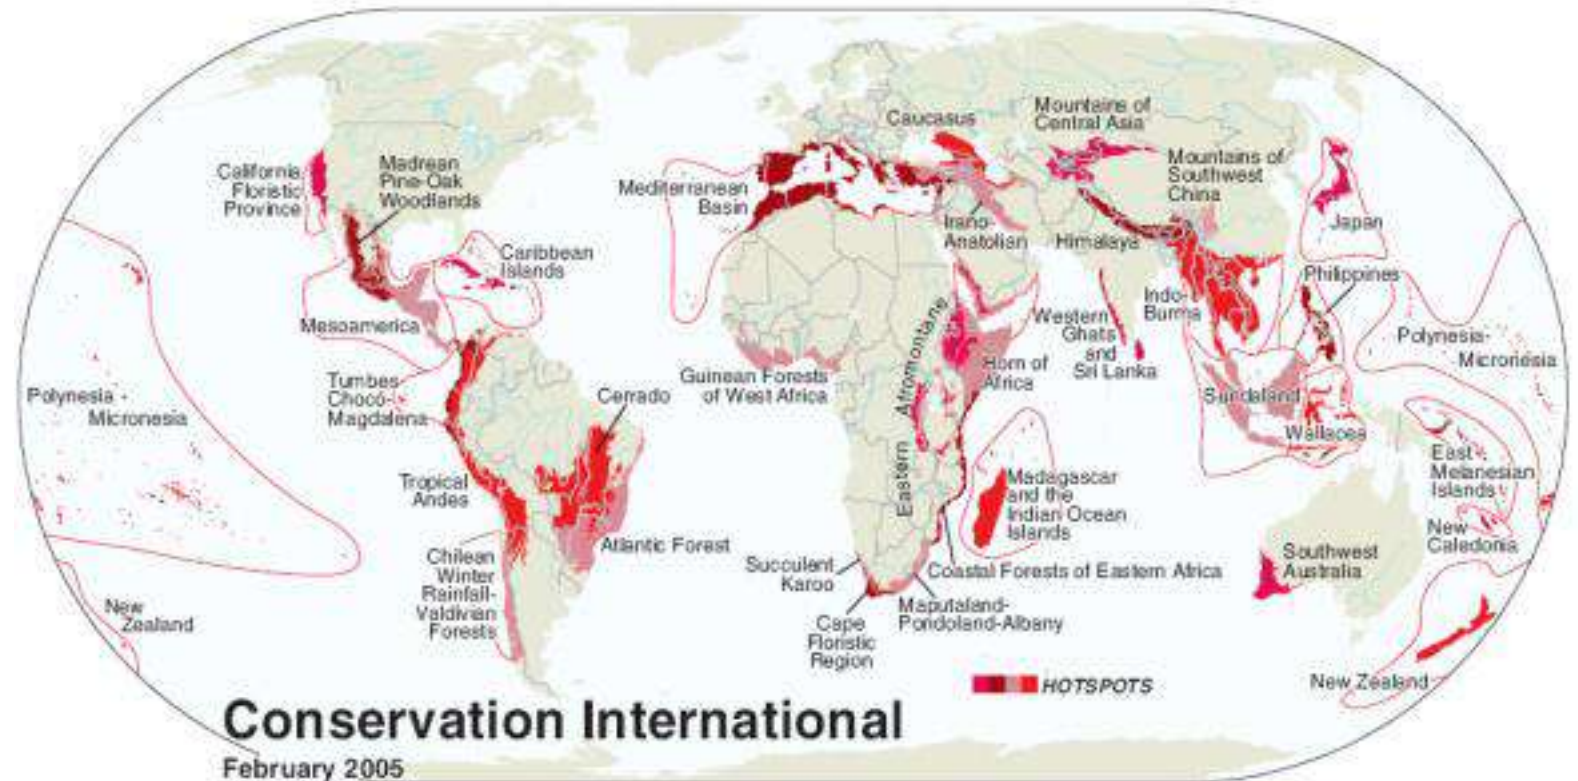 Caucasus
Mountains of
Central Asia
Mountains of
Southwest
China
California
Floristic
Province
Madrean
Pine-Oak
Woodlands
Mediterranean
Basin
Irano-
Anatolian
Himalaya
Japan
Caribbean
Islands
Philippines
Mesoamerica
Indo-
Burma
Western
Ghats
and
Sri Lanka
Polynesia-
Micronesia
Horn of
Africa
Eastern Afromontane
Guinean Forests
of West Africa
Tumbes-
Chocó-
Magdalena
Cerrado
Polynesia -
Micronesia
Sundaland
Wallacea
East
Melanesian
Islands
Tropical
Andes
Madagascar
and the
Indian Ocean
Islands
New
Caledonia
Atlantic Forest
Chilean
Winter
Rainfall-
Valdivian
Forests
Succulent
Karoo
Coastal Forests of Eastern Africa
Southwest
Australia
New
Zealand
Cape
Floristic
Region
Maputaland-
Pondoland-Albany
HOTSPOTS
New Zealand
Conservation International
February 2005